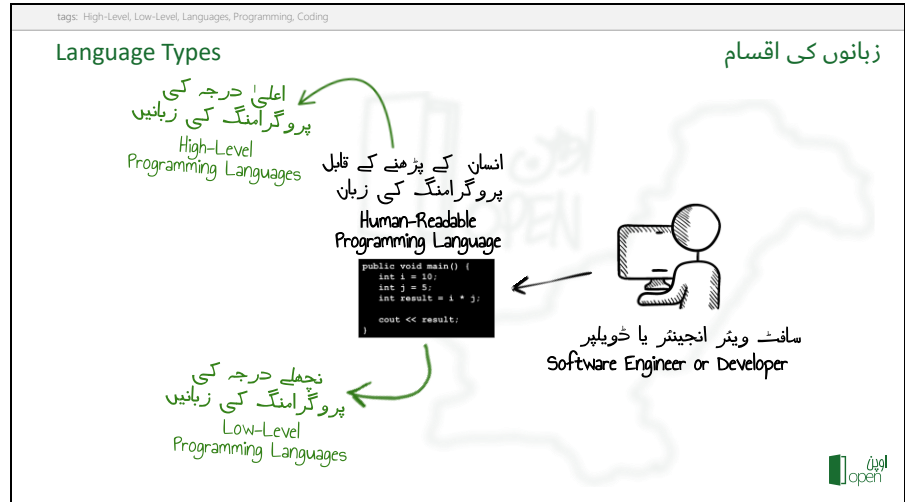 tags: High-Level, Low-Level, Languages, Programming, Coding
Language Types
زبانوں کی اقسام
اعلیٰ درجہ کی
پروگرامنگ کی زبانیں
High-Level
Programming Languages
انسان کے پڑھنے کے قابل
پروگرامنگ کی زبان
Human-Readable
Programming Language
public void main() {
int i = 10;
int j = 5;
int result = i * j;
cout << result;
}
سافٹ ویئر انجینئر یا ڈویلپر
Software Engineer or Developer
نچھلے درجہ کی
پروگرامنگ کی زبانیں
Low-Level
Programming Languages
اوپن
OPEN
اوپن
open